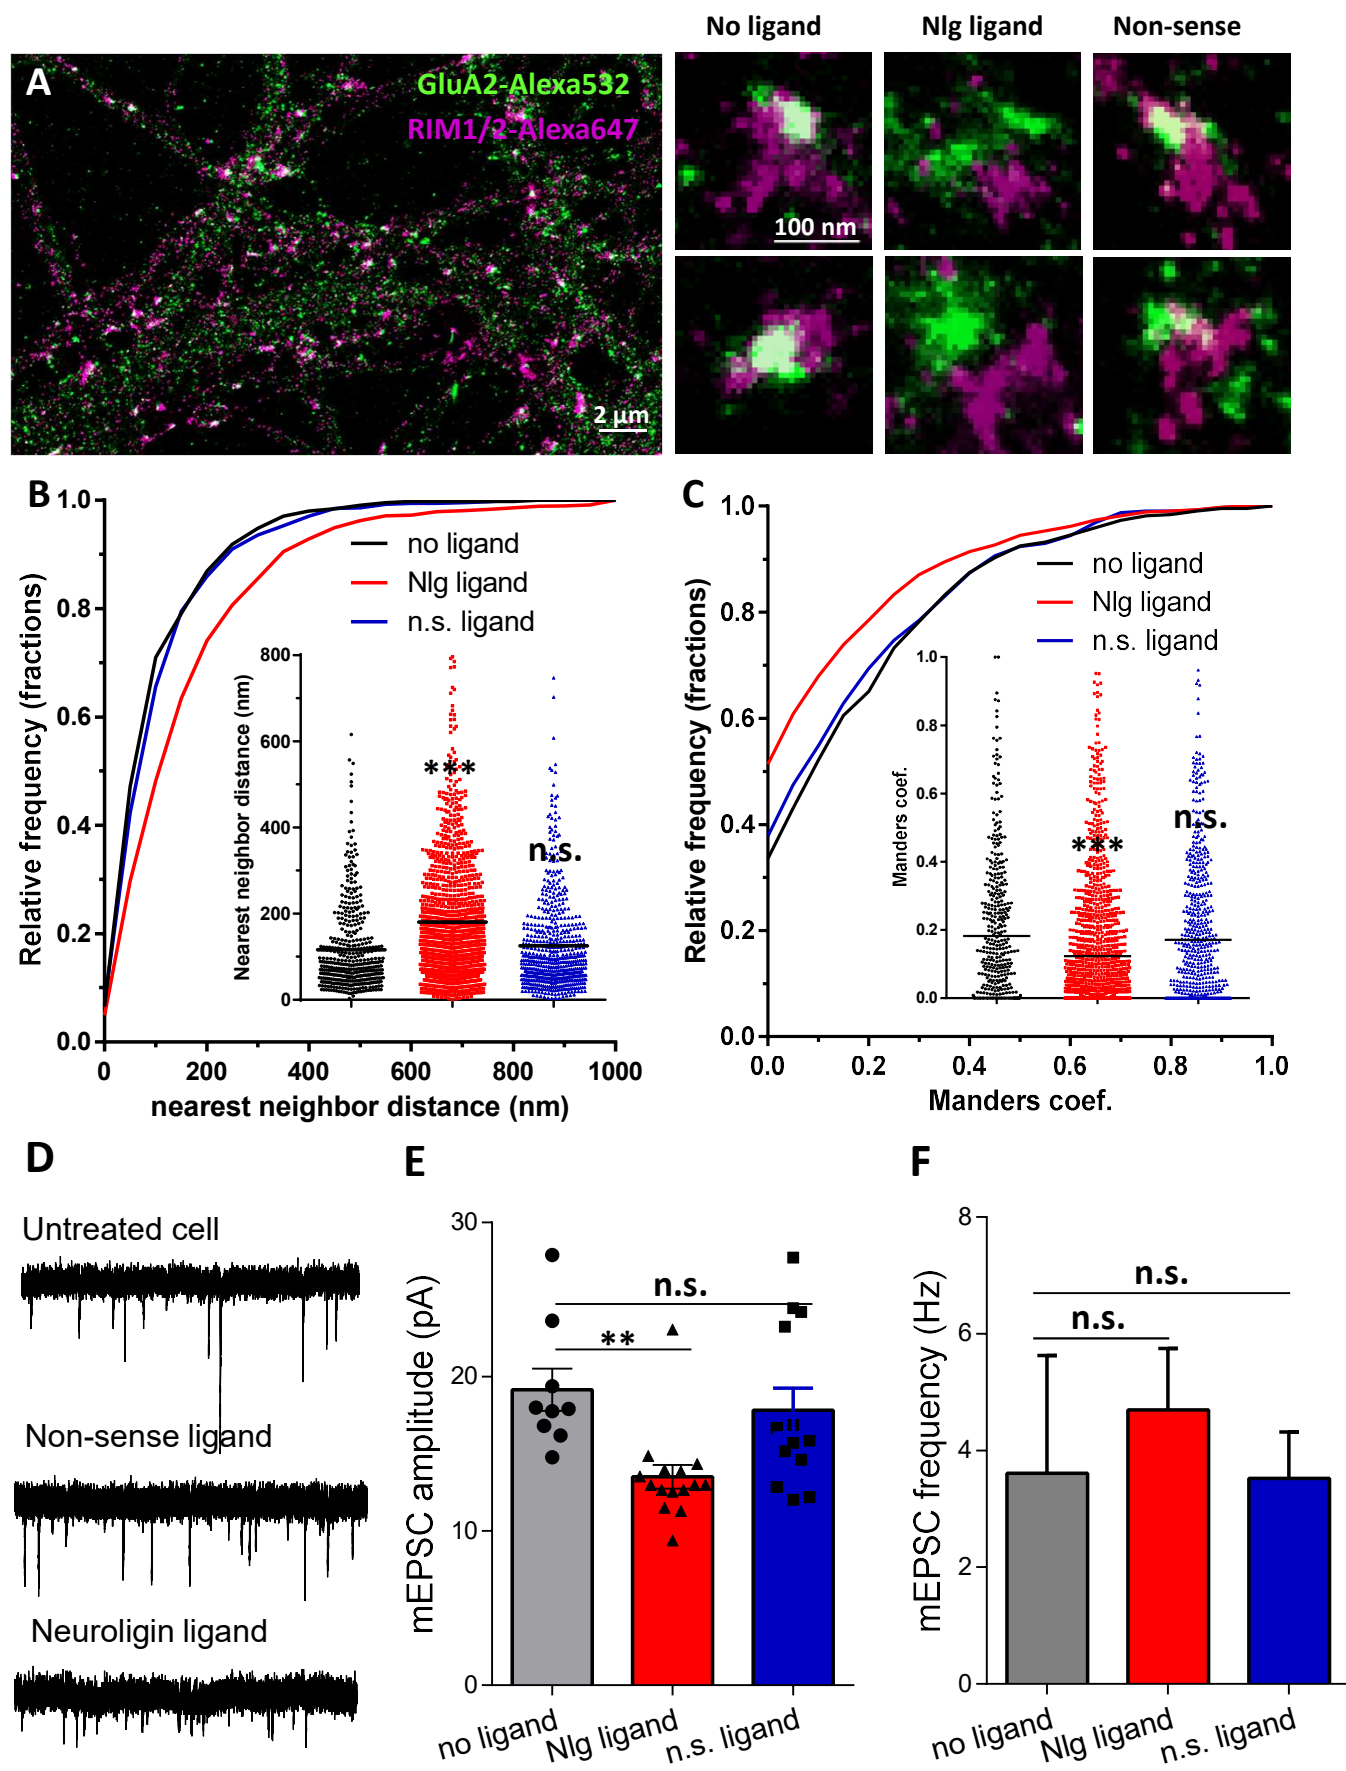 No ligand
Nlg ligand
Non-sense
A
GluA2-Alexa532
RIM1/2-Alexa647
2 µm
100 nm
B
1.0
0.8
0.6
0.4
0.2
0.0
Relative frequency (fractions)
0 200 400 600 800 1000
nearest neighbor distance (nm)
no ligand
Nlg ligand
n.s. ligand
800
600
400
200
0
Nearest neighbor distance (nm)
***
n.s.
C
1.0
0.8
0.6
0.4
0.2
0.0
Relative frequency (fractions)
0.0 0.2 0.4 0.6 0.8 1.0
Manders coef.
no ligand
Nlg ligand
n.s. ligand
1.0
0.8
0.6
0.4
0.2
0.0
Manders coef.
***
n.s.
D
Untreated cell
Non-sense ligand
Neuroligin ligand
E
30
20
10
0
mEPSC amplitude (pA)
n.s.
**
no ligand
Nlg ligand
n.s. ligand
F
8
6
4
2
0
mEPSC frequency (Hz)
n.s.
n.s.
no ligand
Nlg ligand
n.s. ligand